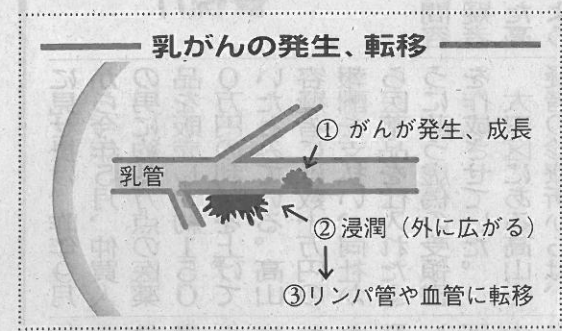 乳がんの発生、転移
① がんが発生、成長
乳管
② 浸潤（外に広がる）
③リンパ管や血管に転移